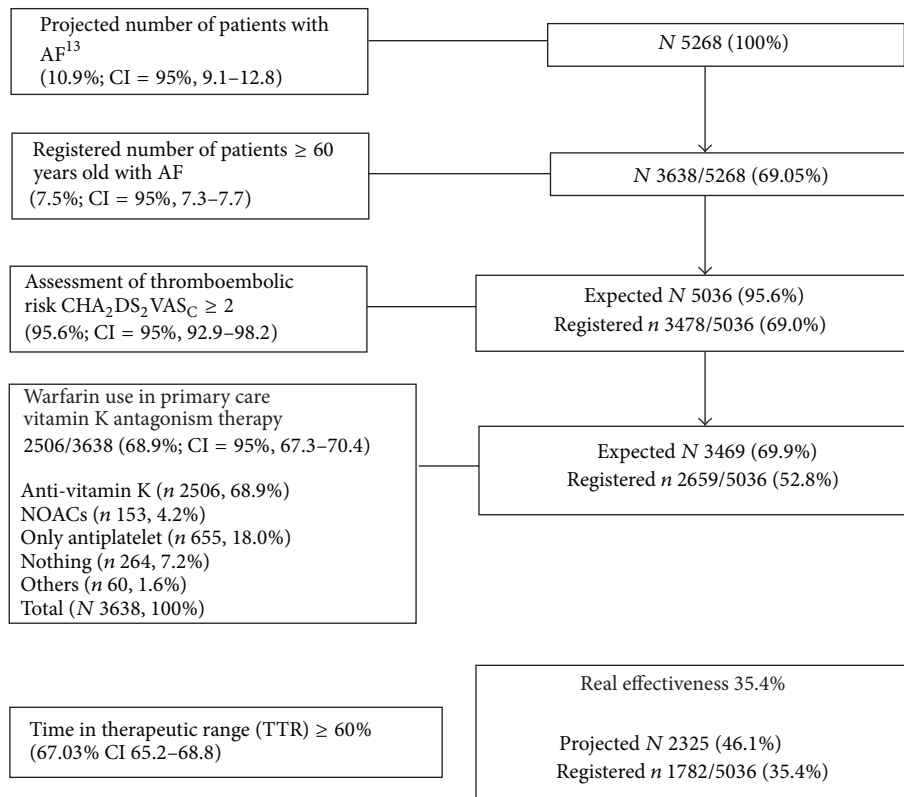 Projected number of patients with
AF13
(10.9%; CI = 95%, 9.1–12.8)
N 5268 (100%)
Registered number of patients ≥ 60
years old with AF
(7.5%; CI = 95%, 7.3–7.7)
N 3638/5268 (69.05%)
Assessment of thromboembolic
risk CHA2DS2VASC ≥ 2
(95.6%; CI = 95%, 92.9–98.2)
Expected N 5036 (95.6%)
Registered n 3478/5036 (69.0%)
Warfarin use in primary care
vitamin K antagonism therapy
2506/3638 (68.9%; CI = 95%, 67.3–70.4)
Anti-vitamin K (n 2506, 68.9%)
NOACs (n 153, 4.2%)
Only antiplatelet (n 655, 18.0%)
Nothing (n 264, 7.2%)
Others (n 60, 1.6%)
Total (N 3638, 100%)
Expected N 3469 (69.9%)
Registered n 2659/5036 (52.8%)
Time in therapeutic range (TTR) ≥ 60%
(67.03% CI 65.2–68.8)
Real effectiveness 35.4%
Projected N 2325 (46.1%)
Registered n 1782/5036 (35.4%)